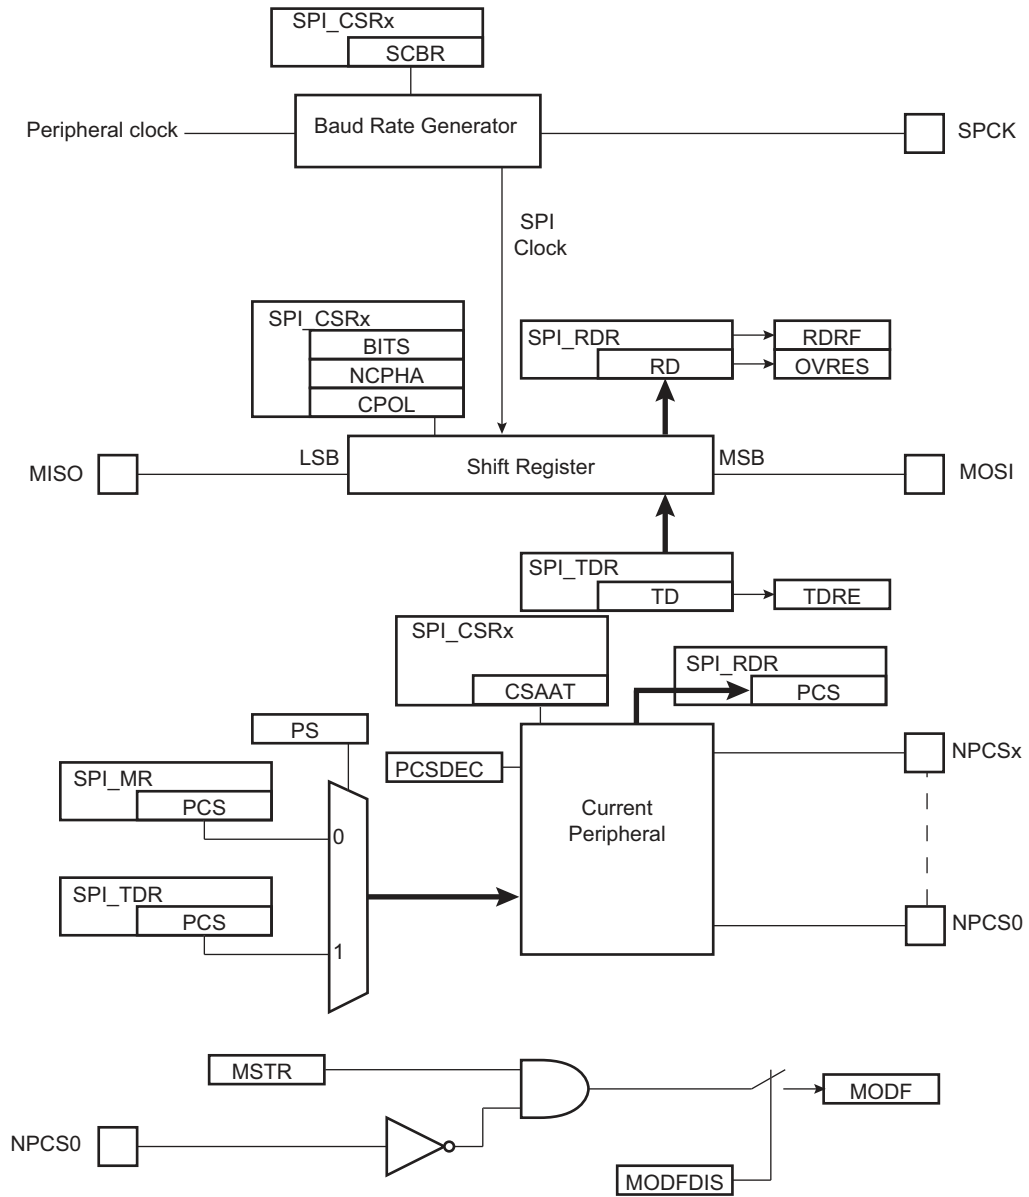 SPI_CSRx
SCBR
Peripheral clock
Baud Rate Generator
SPCK
SPI
Clock
SPI_CSRx
BITS
NCPHA
CPOL
SPI_RDR
RD
RDRF
OVRES
LSB
MSB
MISO
Shift Register
MOSI
SPI_TDR
TD
TDRE
SPI_CSRx
CSAAT
SPI_RDR
PCS
PS
PCSDEC
NPCSx
SPI_MR
PCS
0
Current
Peripheral
SPI_TDR
PCS
1
NPCS0
MSTR
MODF
NPCS0
MODFDIS